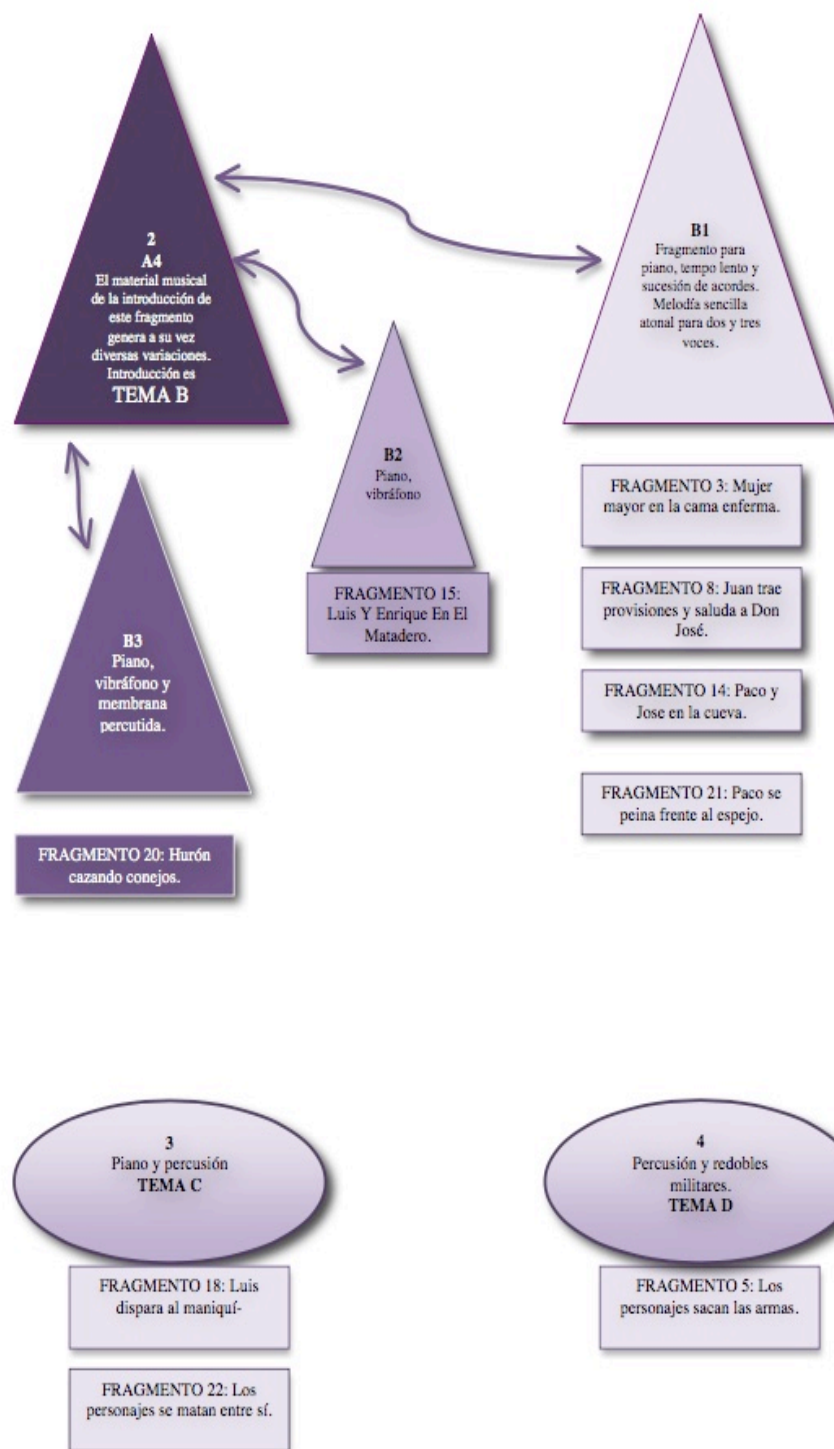 2
A4
El material musical
de la introducción de
este fragmento
genera a su vez
diversas variaciones.
Introducción es
TEMA B
B1
Fragmento para
piano, tempo lento y
sucesión de acordes.
Melodía sencilla
atonal para dos y tres
voces.
B2
Piano,
vibráfono
FRAGMENTO 15:
Luis Y Enrique En El
Matadero.
B3
Piano,
vibráfono y
membrana
percutida.
FRAGMENTO 20: Hurón
cazando conejos.
FRAGMENTO 3: Mujer
mayor en la cama enferma.
FRAGMENTO 8: Juan trae
provisiones y saluda a Don
José.
FRAGMENTO 14: Paco y
Jose en la cueva.
FRAGMENTO 21: Paco se
peina frente al espejo.
3
Piano y percusión
TEMA C
FRAGMENTO 18: Luis
dispara al maniquí-
FRAGMENTO 22: Los
personajes se matan entre sí.
4
Percusión y redobles
militares.
TEMA D
FRAGMENTO 5: Los
personajes sacan las armas.